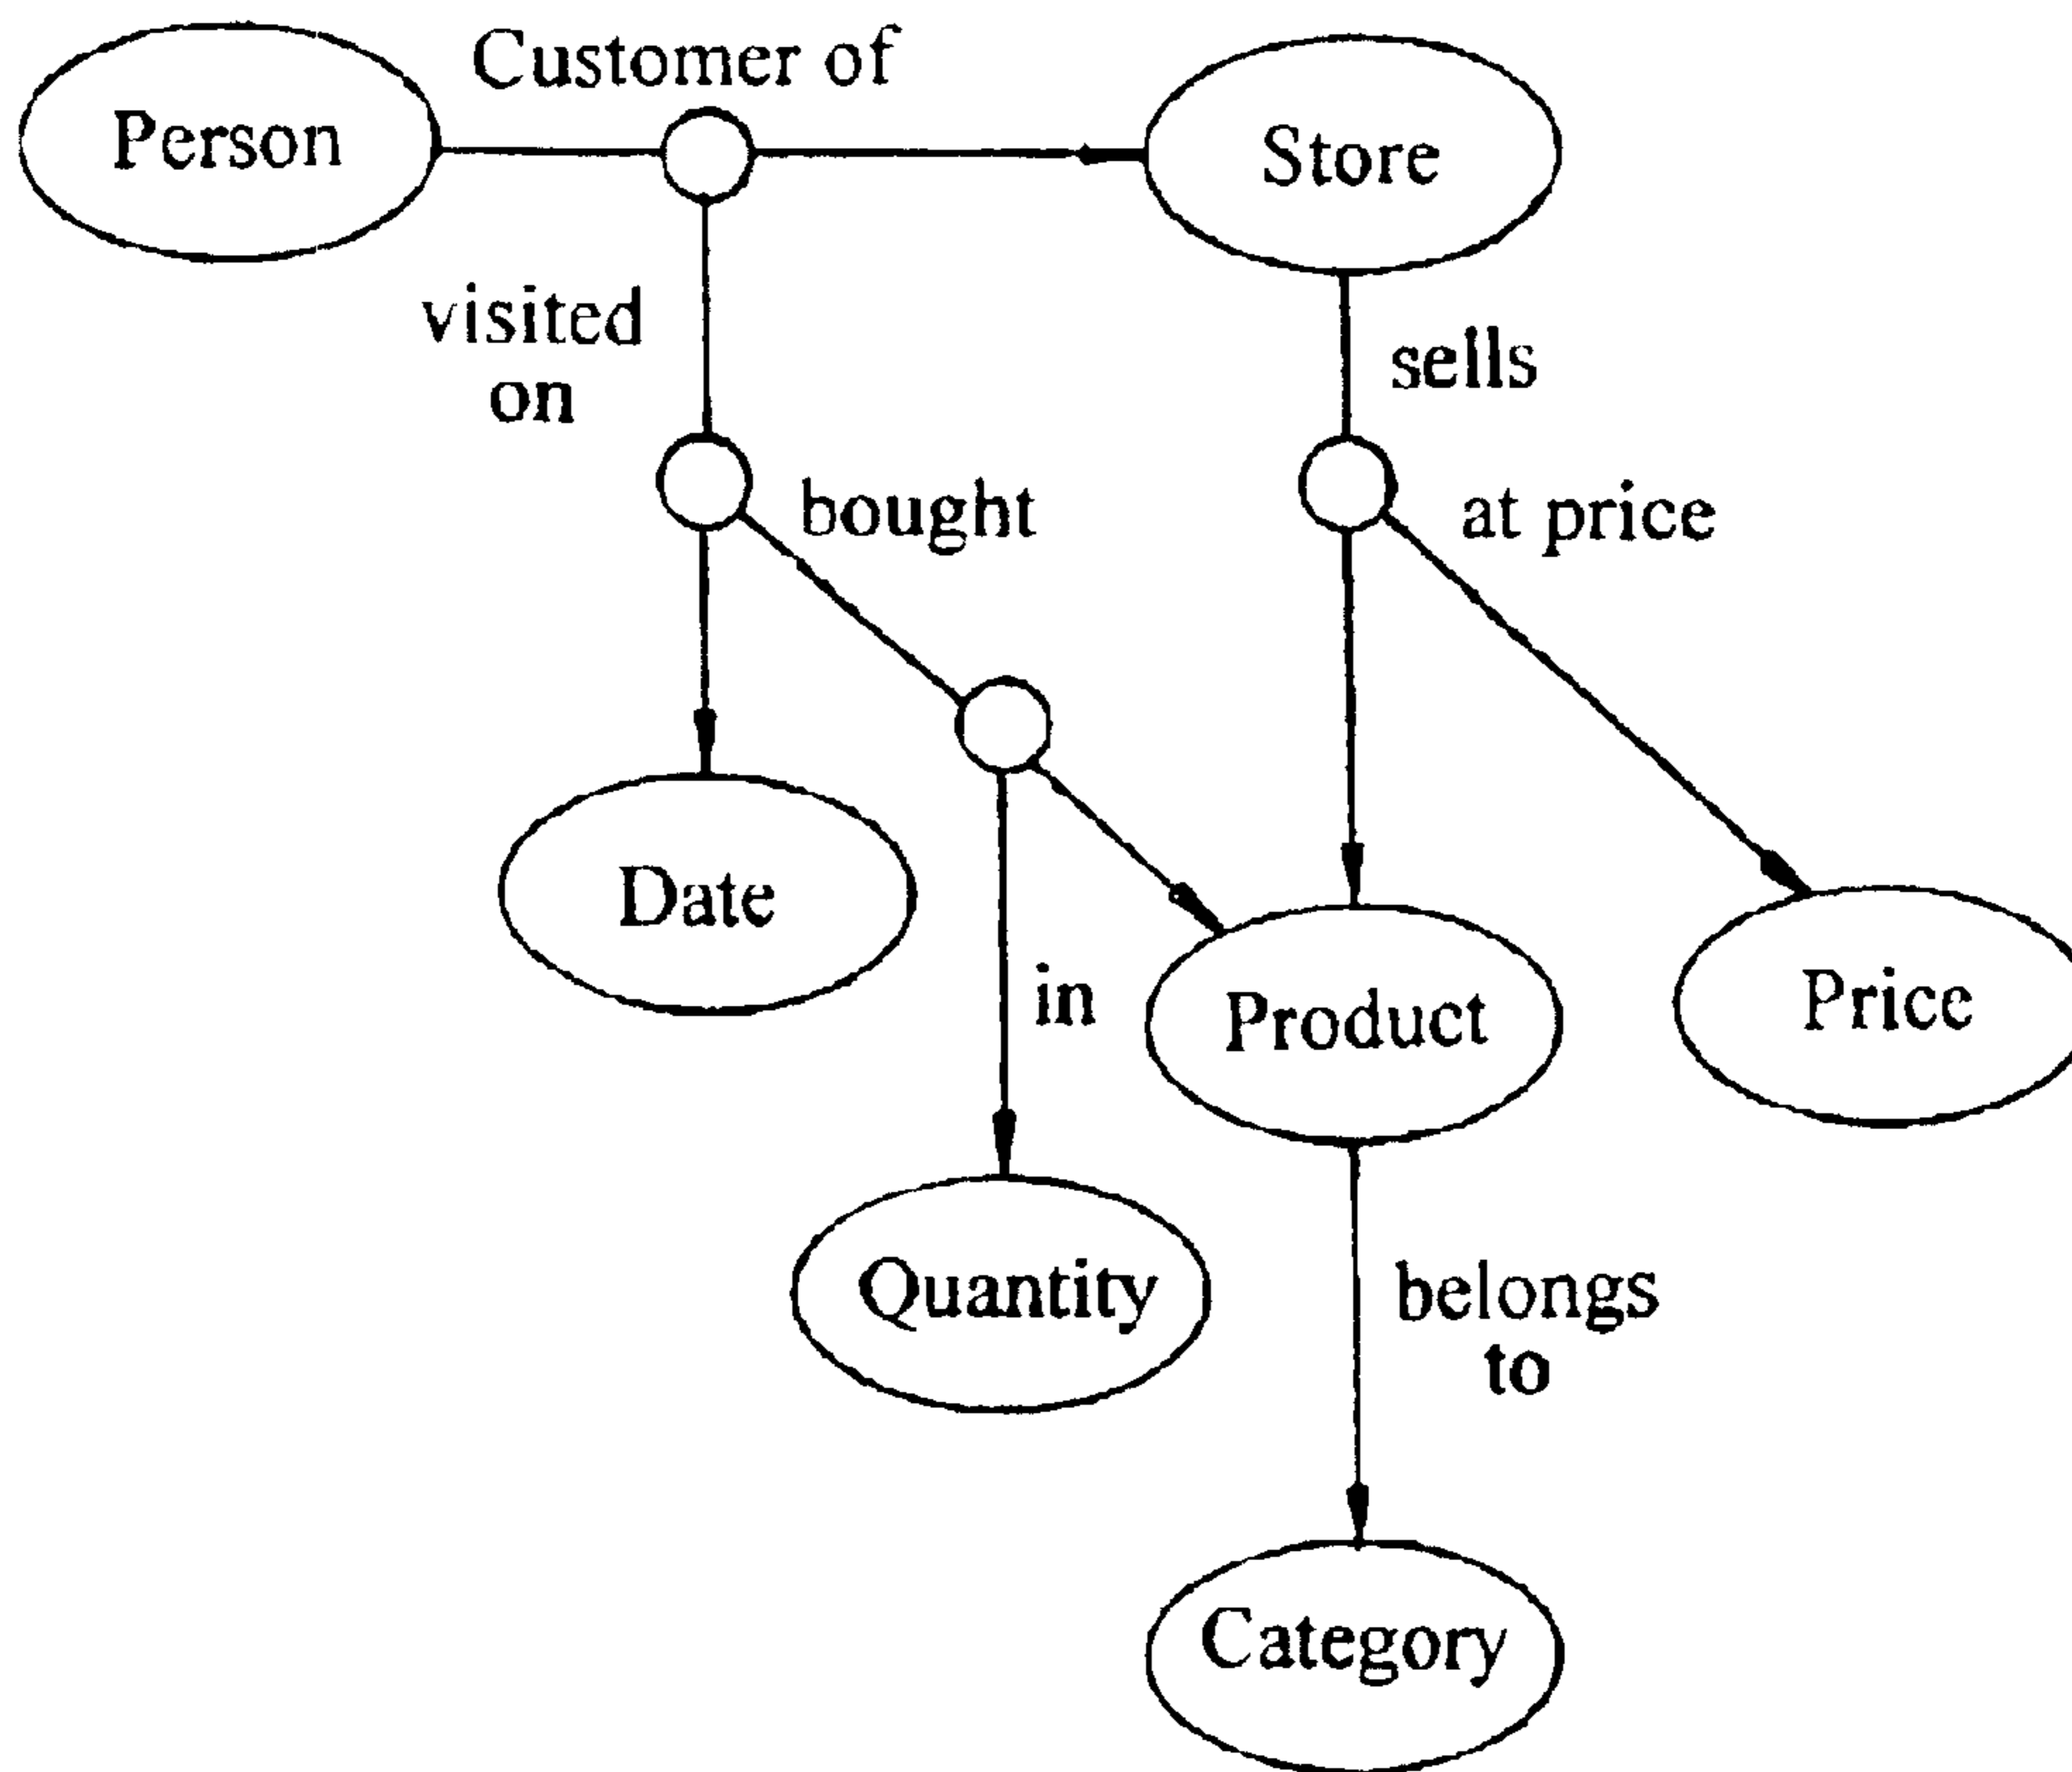 Customer of
Person
Store
visited
on
sells
bought
at price
Date
in
Product
Price
Quantity
belongs
to
Category